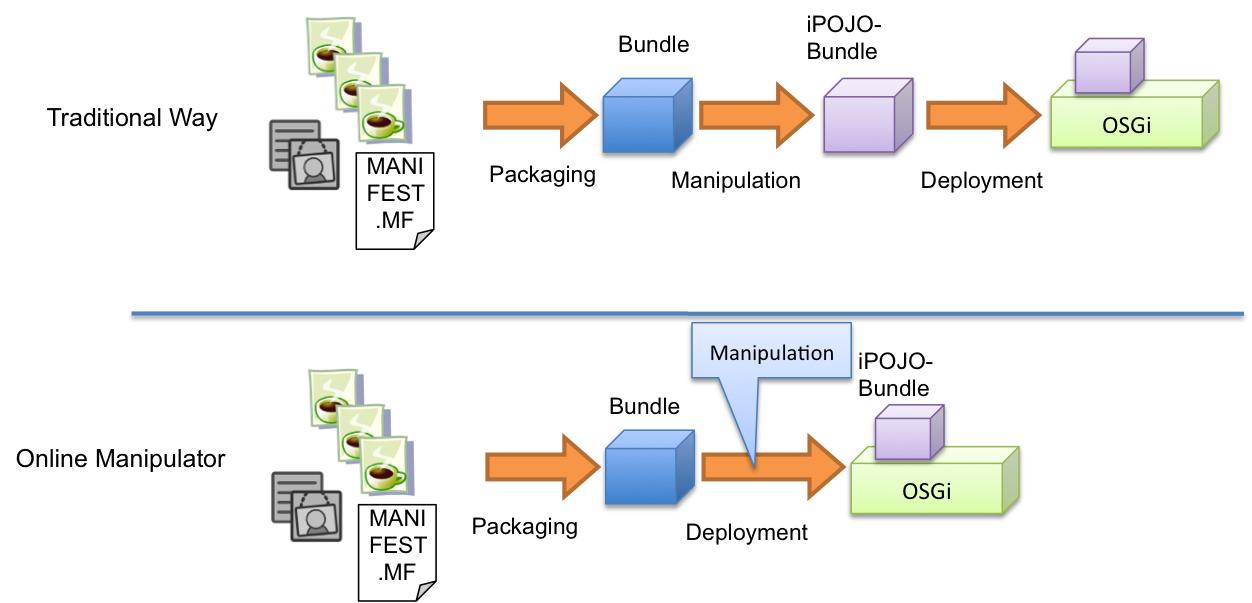 Traditional Way
MANI
FEST
.MF
Packaging
Bundle
Manipulation
iPOJO-
Bundle
Deployment
OSGi
Online Manipulator
MANI
FEST
.MF
Packaging
Bundle
Manipulation
Deployment
iPOJO-
Bundle
OSGi